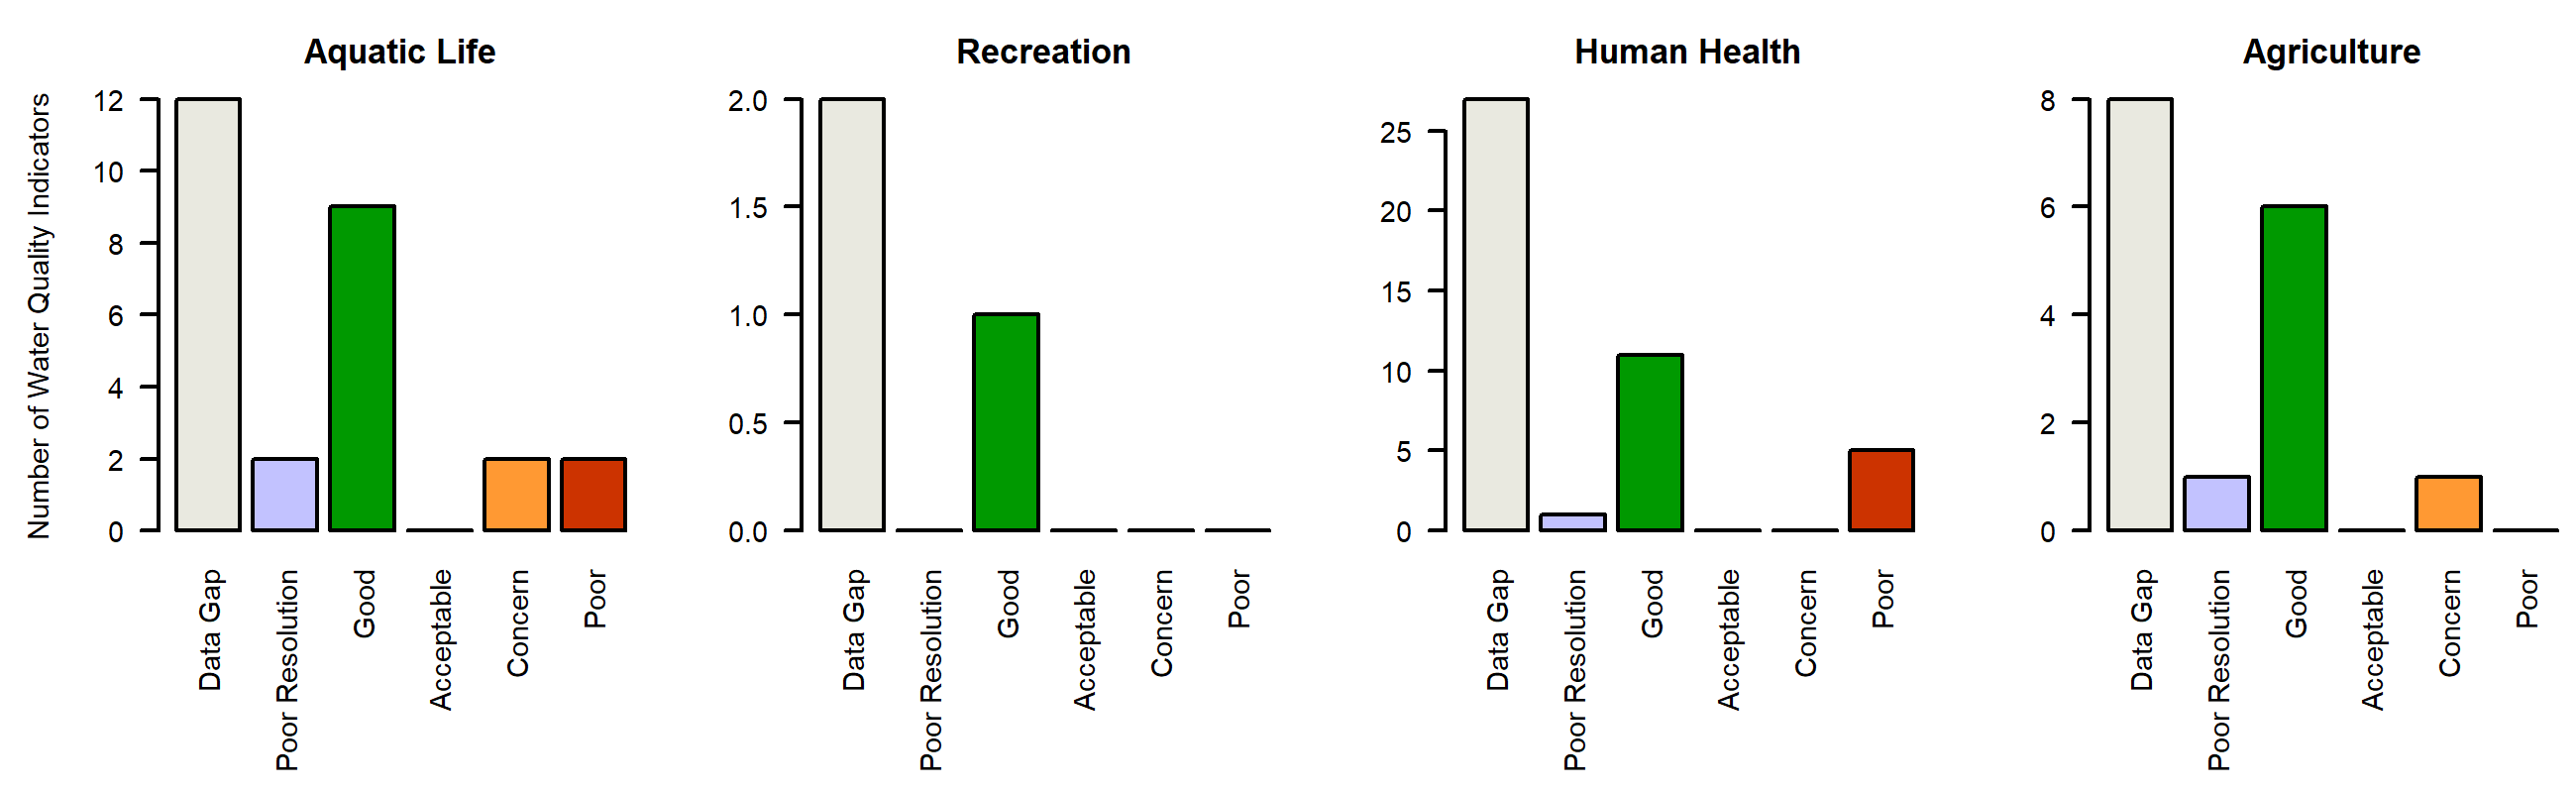 Aquatic Life
Number of Water Quality Indicators
12
10
8
6
4
2
0
Data Gap
Poor Resolution
Good
Acceptable
Concern
Poor
Recreation
2.0
1.5
1.0
0.5
0.0
Data Gap
Poor Resolution
Good
Acceptable
Concern
Poor
Human Health
25
20
15
10
5
0
Data Gap
Poor Resolution
Good
Acceptable
Concern
Poor
Agriculture
8
6
4
2
0
Data Gap
Poor Resolution
Good
Acceptable
Concern
Poor